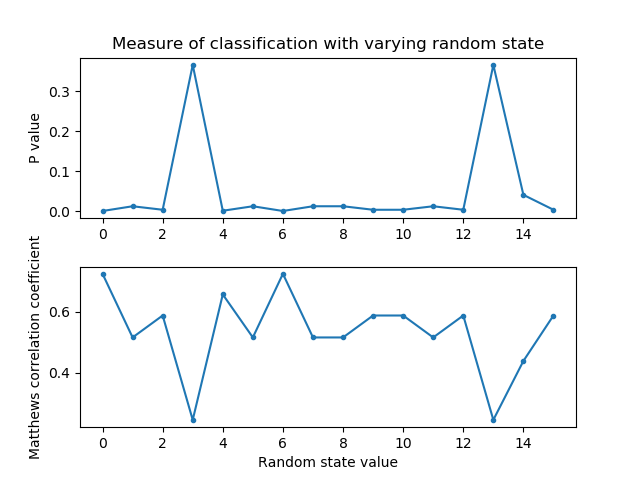 Measure of classification with varying random state
P value
0.3
0.2
0.1
0.0
0 2 4 6 8 10 12 14
Matthews correlation coefficient
0.6
0.4
0 2 4 6 8 10 12 14
Random state value